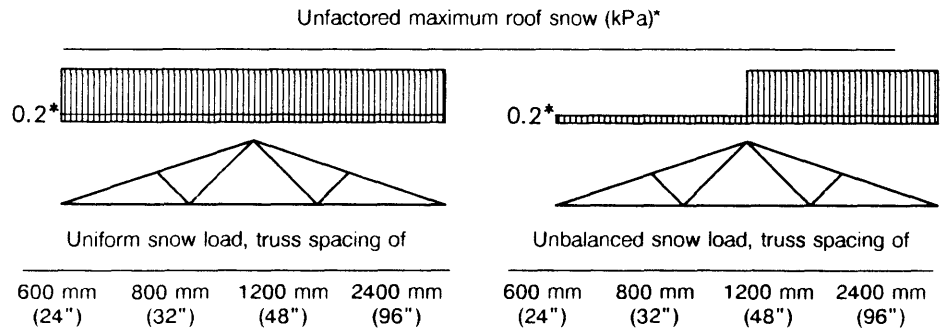 Unfactored maximum roof snow (kPa)*
0.2* 0.2*
Uniform snow load, truss spacing of
Unbalanced snow load, truss spacing of
600 mm 800 mm 1200 mm 2400 mm
(24") (32") (48") (96")
600 mm 800 mm 1200 mm 2400 mm
(24") (32") (48") (96")